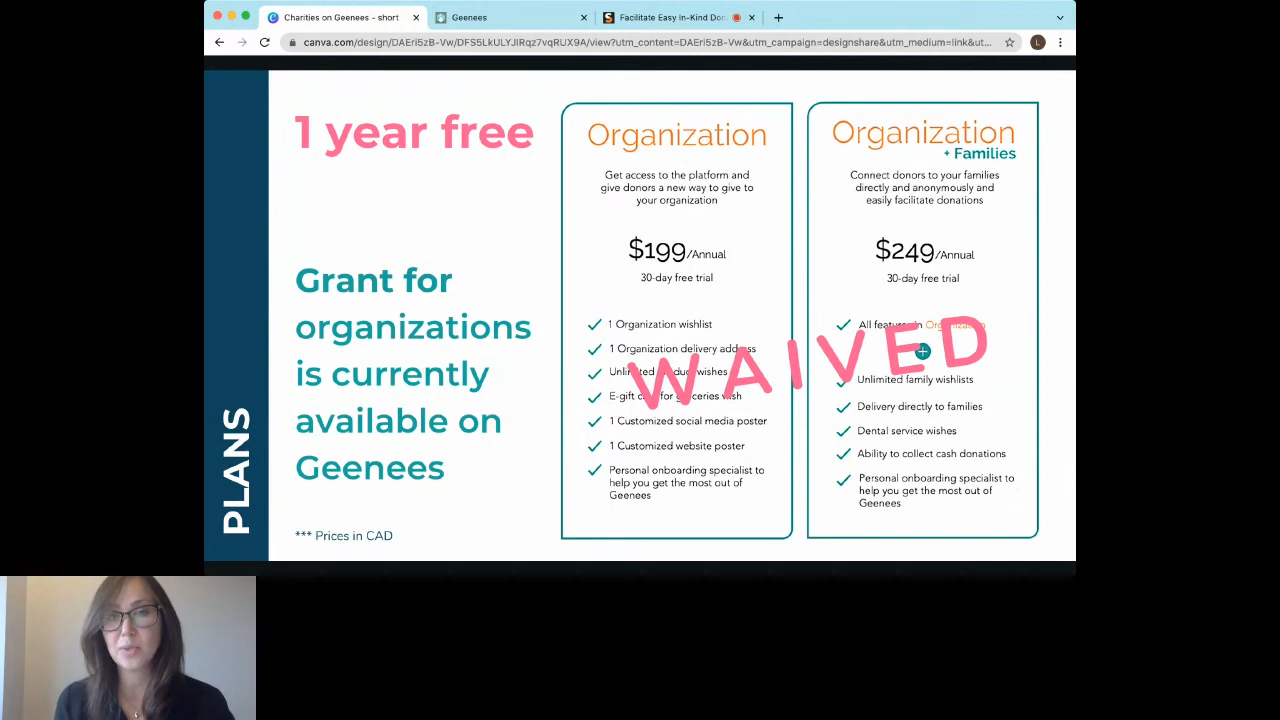 Charities on Geenees - short
Geenees
Facilitate Easy In-Kind Don
canva.com/design/DAEri5zB-Vw/DFS5LkULYJIRqz7vqRUX9A/view?utm_content=DAEri5zB-Vw&utm_campaign=designshare&utm_medium=link&ut...
L
PLANS
1 year free
Grant for
organizations
is currently
available on
Geenees
*** Prices in CAD
Organization
Get access to the platform and
give donors a new way to give to
your organization
$199/Annual
30-day free trial
1 Organization wishlist
1 Organization delivery address
Unlimited product wishes
E-gift card for groceries wish
1 Customized social media poster
1 Customized website poster
Personal onboarding specialist to
help you get the most out of
Geenees
Organization
+ Families
Connect donors to your families
directly and anonymously and
easily facilitate donations
$249/Annual
30-day free trial
All features in Organization
Unlimited family wishlists
Delivery directly to families
Dental service wishes
Ability to collect cash donations
Personal onboarding specialist to
help you get the most out of
Geenees
WAIVED